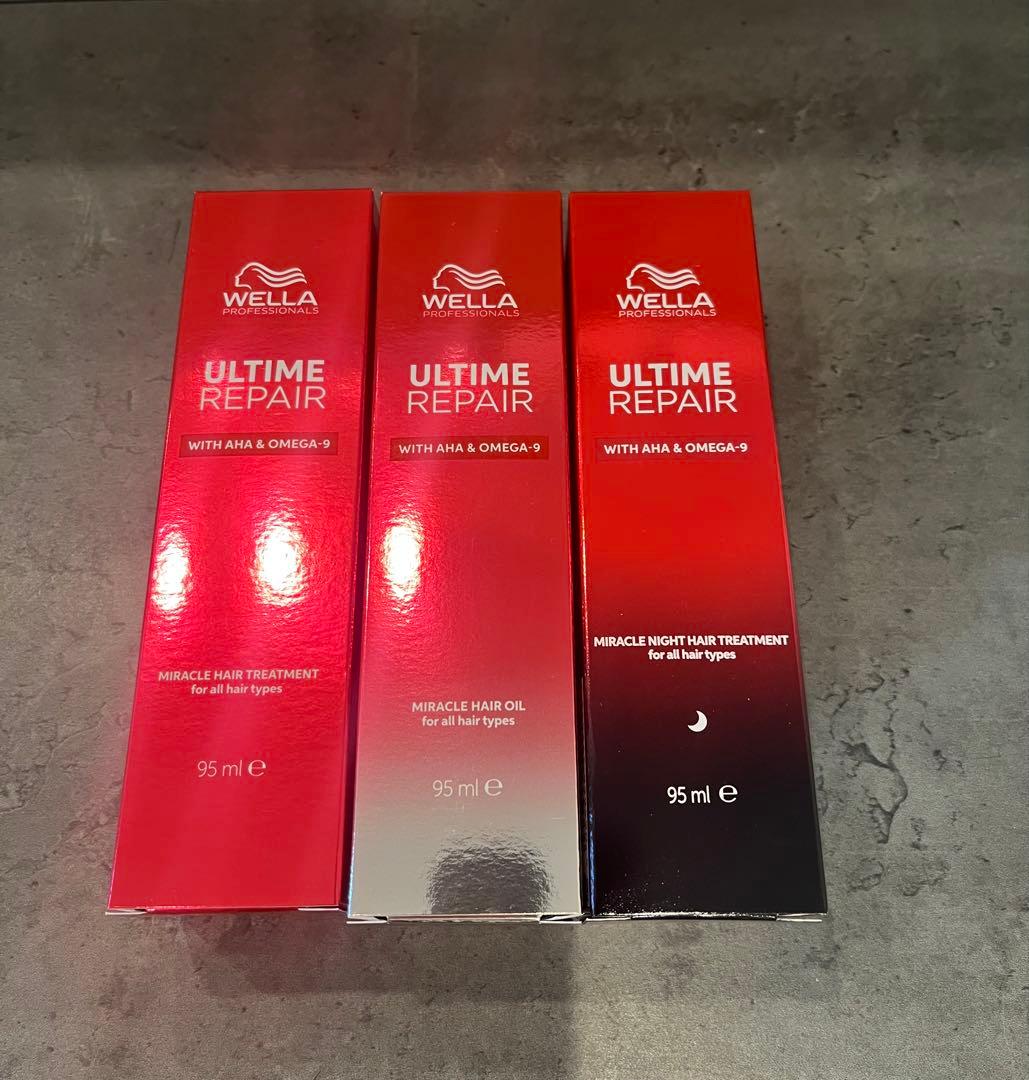 WELLA
PROFESSIONALS
ULTIME
REPAIR
WITH AHA & OMEGA-9
MIRACLE HAIR TREATMENT
for all hair types
95 ml ℮
WELLA
PROFESSIONALS
ULTIME
REPAIR
WITH AHA & OMEGA-9
MIRACLE HAIR OIL
for all hair types
95 ml ℮
WELLA
PROFESSIONALS
ULTIME
REPAIR
WITH AHA & OMEGA-9
MIRACLE NIGHT HAIR TREATMENT
for all hair types
95 ml ℮